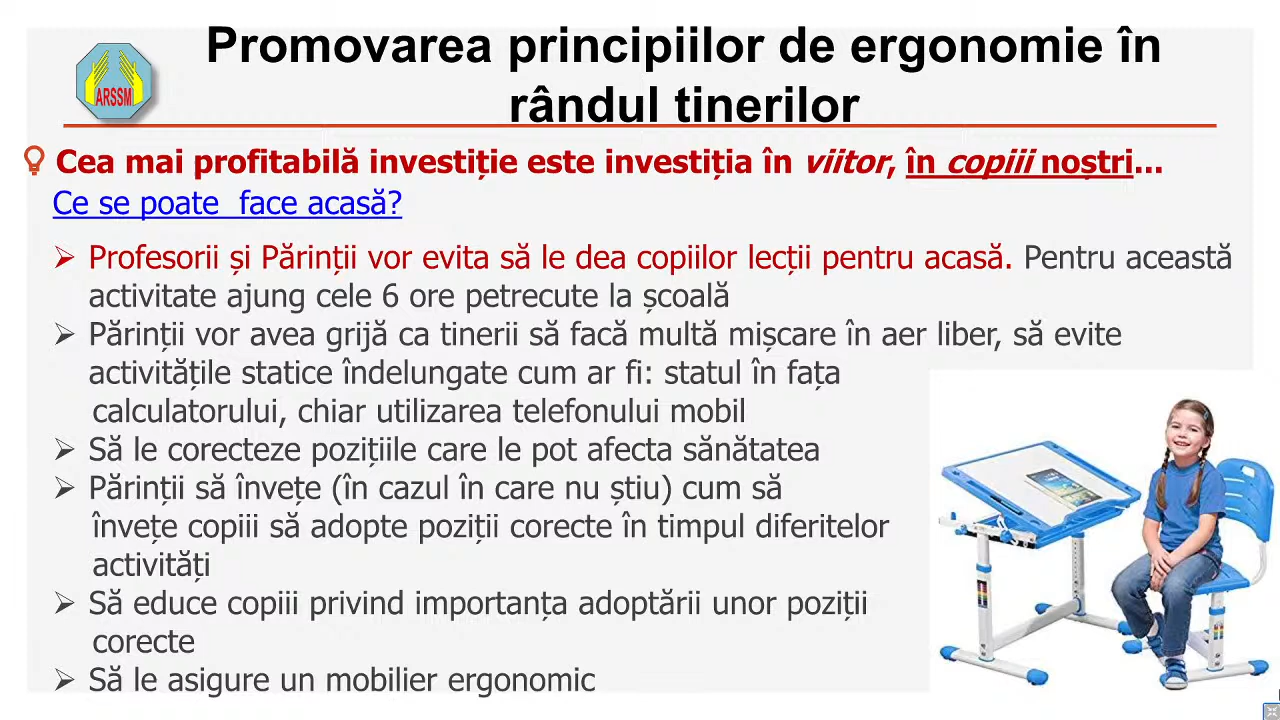 Promovarea principiilor de ergonomie în
rândul tinerilor
ARSSM
Cea mai profitabilă investiție este investiția în viitor, în copiii noștri...
Ce se poate  face acasă?
Profesorii și Părinții vor evita să le dea copiilor lecții pentru acasă. Pentru această
activitate ajung cele 6 ore petrecute la școală
Părinții vor avea grijă ca tinerii să facă multă mișcare în aer liber, să evite
activitățile statice îndelungate cum ar fi: statul în fața
calculatorului, chiar utilizarea telefonului mobil
Să le corecteze pozițiile care le pot afecta sănătatea
Părinții să învețe (în cazul în care nu știu) cum să
învețe copiii să adopte poziții corecte în timpul diferitelor
activități
Să educe copiii privind importanța adoptării unor poziții
corecte
Să le asigure un mobilier ergonomic